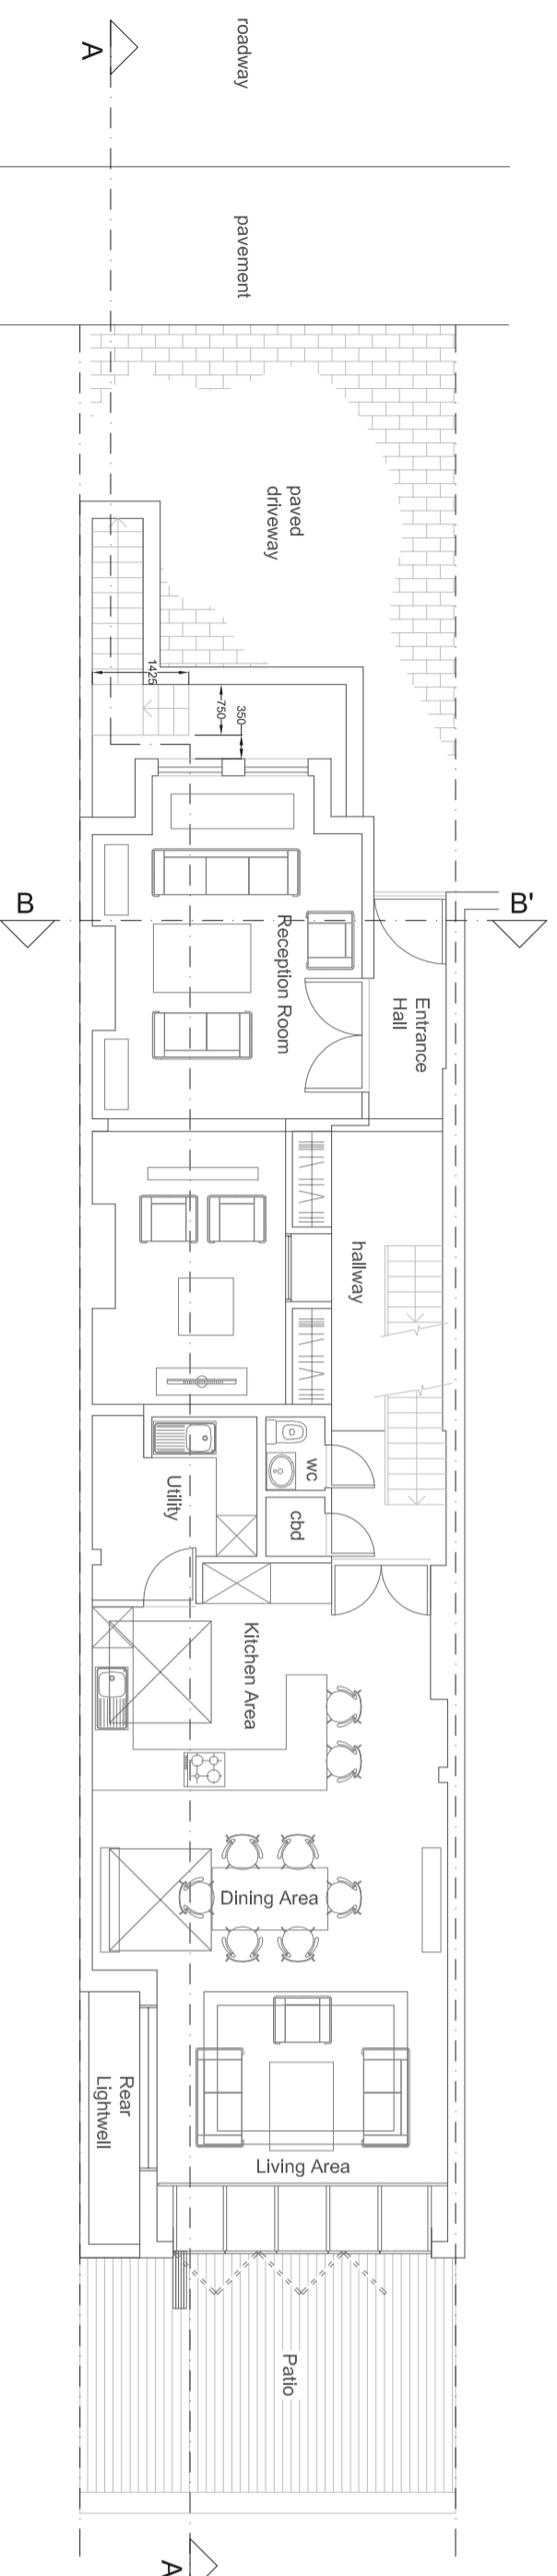 A
roadway
pavement
paved
driveway
1425
750
350
B
B'
Reception Room
Entrance
Hall
hallway
wc
cbd
Utility
Kitchen Area
Dining Area
Living Area
Rear
Lightwell
Patio
A